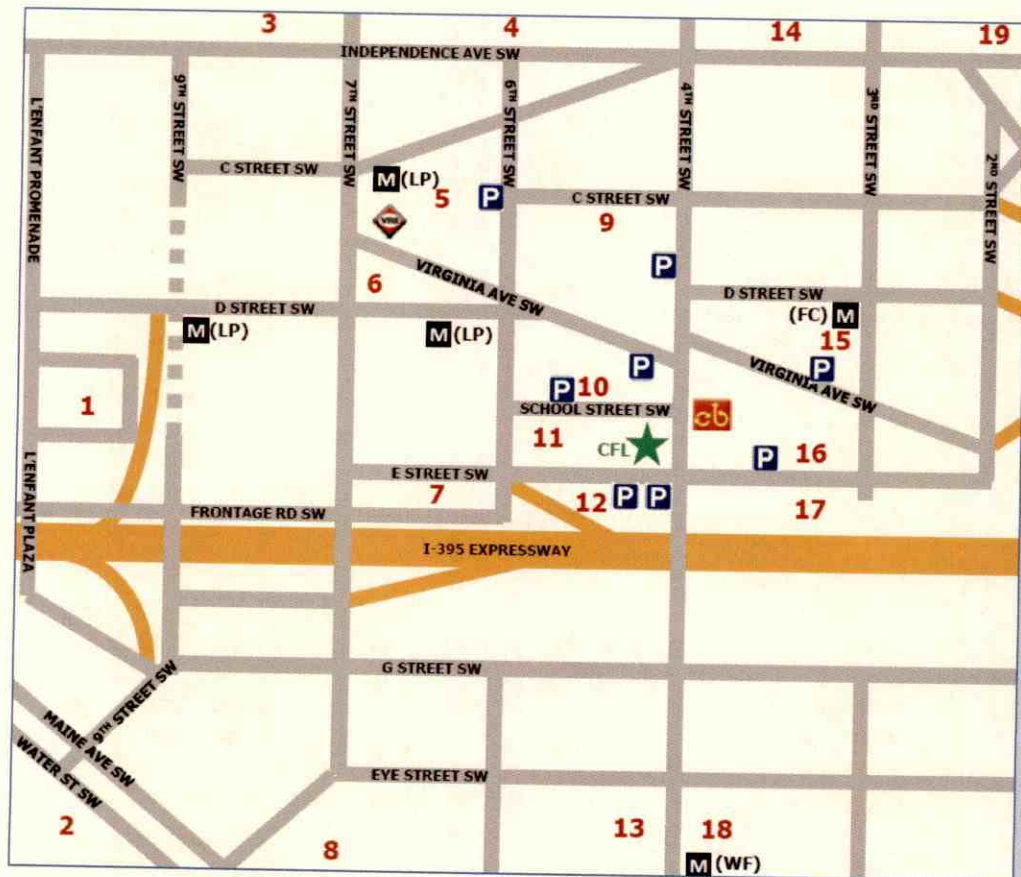 3
4
14
19
INDEPENDENCE AVE SW
L'ENFANT PROMENADE
9TH STREET SW
7TH STREET SW
6TH STREET SW
4TH STREET SW
3RD STREET SW
2ND STREET SW
C STREET SW
M (LP)
5
P
C STREET SW
VRE
9
6
VIRGINIA AVE SW
P
D STREET SW
D STREET SW
M (LP)
M (LP)
(FC) M
15
P
P
VIRGINIA AVE SW
1
P
10
SCHOOL STREET SW
cb
11
CFL
P
16
L'ENFANT PLAZA
E STREET SW
7
12
P
P
17
FRONTAGE RD SW
I-395 EXPRESSWAY
G STREET SW
9TH STREET SW
MAINE AVE SW
WATER ST SW
EYE STREET SW
2
8
13
18
M (WF)